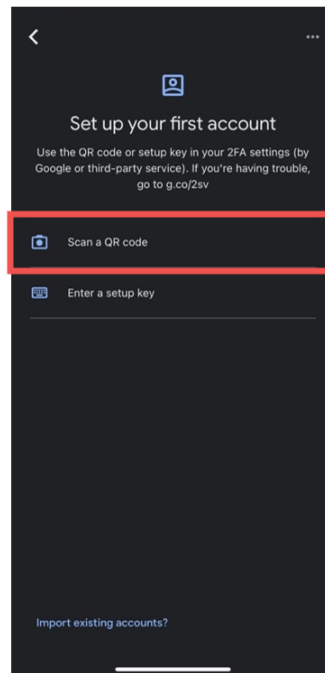 Set up your first account
Use the QR code or setup key in your 2FA settings (by
Google or third-party service). If you're having trouble,
go to g.co/2sv
Scan a QR code
Enter a setup key
Import existing accounts?